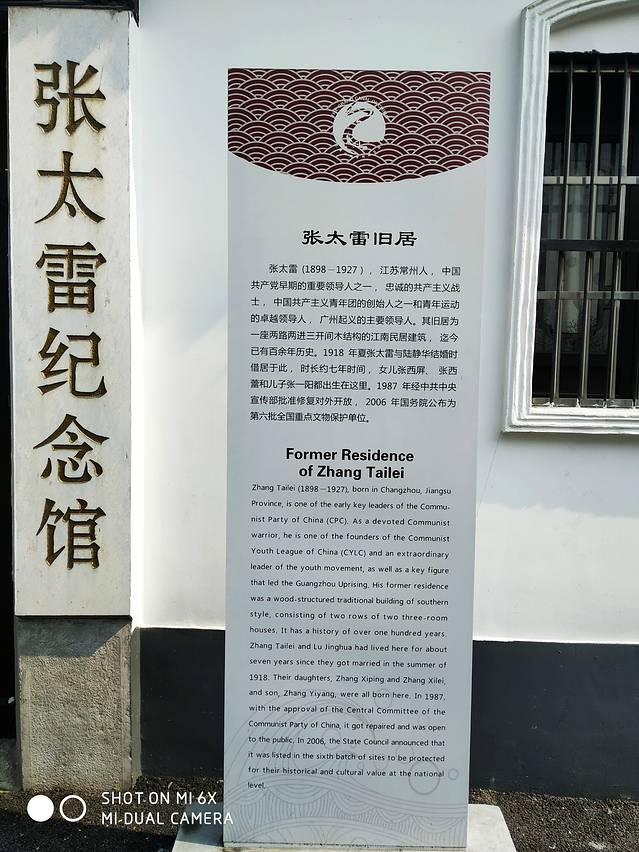 张太雷纪念馆
张太雷旧居
张太雷（1898－1927），江苏常州人，中国
共产党早期的重要领导人之一，忠诚的共产主义战
士，中国共产主义青年团的创始人之一和青年运动
的卓越领导人，广州起义的主要领导人。其旧居为
一座两路两进三开间木结构的江南民居建筑，迄今
已有百余年历史。1918 年夏张太雷与陆静华结婚时
借居于此，时长约七年时间，女儿张西屏、张西
蕾和儿子张一阳都出生在这里。1987 年经中共中央
宣传部批准修复对外开放，2006 年国务院公布为
第六批全国重点文物保护单位。
Former Residence
of Zhang Tailei
Zhang Tailei (1898－1927), born in Changzhou, Jiangsu
Province, is one of the early key leaders of the Commu-
nist Party of China (CPC). As a devoted Communist
warrior, he is one of the founders of the Communist
Youth League of China (CYLC) and an extraordinary
leader of the youth movement, as well as a key figure
that led the Guangzhou Uprising. His former residence
was a wood-structured traditional building of southern
style, consisting of two rows of two three-room
houses. It has a history of over one hundred years.
Zhang Tailei and Lu Jinghua had lived here for about
seven years since they got married in the summer of
1918. Their daughters, Zhang Xiping and Zhang Xilei,
and son, Zhang Yiyang, were all born here. In 1987,
with the approval of the Central Committee of the
Communist Party of China, it got repaired and was open
to the public. In 2006, the State Council announced that
it was listed in the sixth batch of sites to be protected
for their historical and cultural value at the national
level.
SHOT ON MI 6X
MI DUAL CAMERA